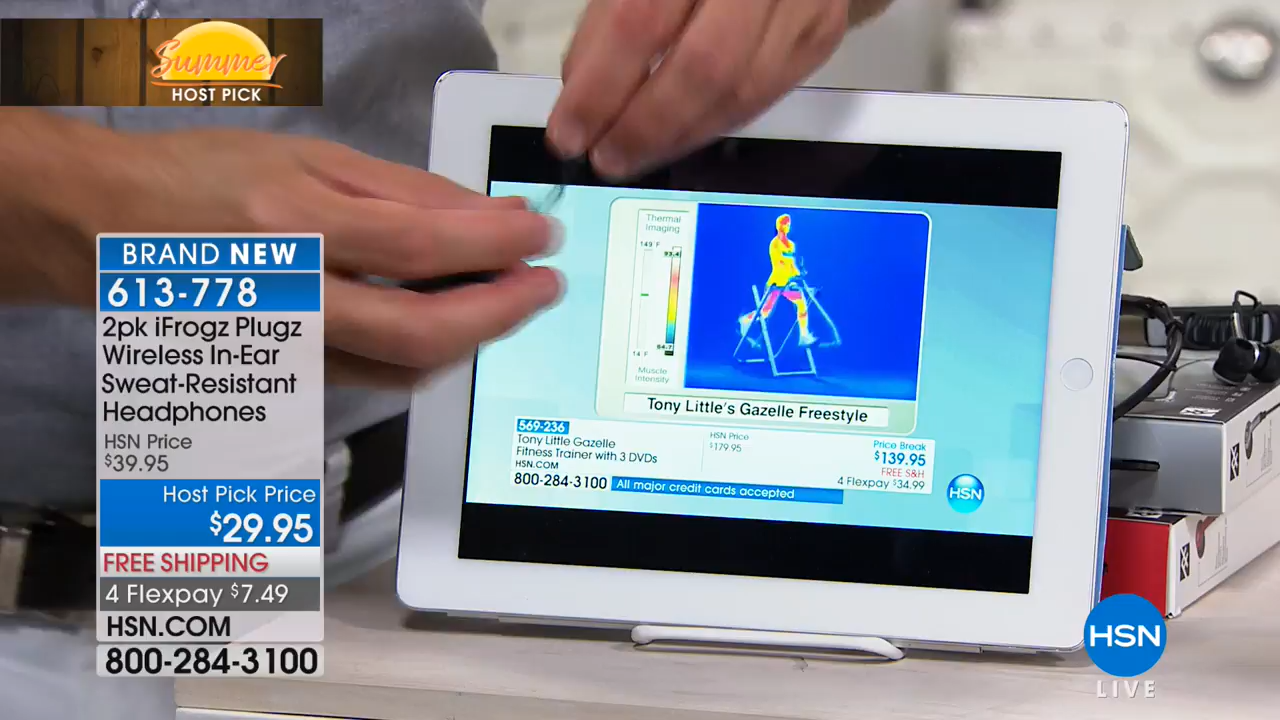 Summer
HOST PICK
BRAND NEW
613-778
2pk iFrogz Plugz
Wireless In-Ear
Sweat-Resistant
Headphones
HSN Price
$39.95
Host Pick Price
$29.95
FREE SHIPPING
4 Flexpay $7.49
HSN.COM
800-284-3100
Thermal
Imaging
149°F
93.4
14°F
Muscle
Intensity
Tony Little's Gazelle Freestyle
569-236
Tony Little Gazelle
Fitness Trainer with 3 DVDs
HSN.COM
800-284-3100 All major credit cards accepted
HSN Price
$179.95
Price Break
$139.95
FREE S&H
4 Flexpay $34.99
HSN
HSN
LIVE